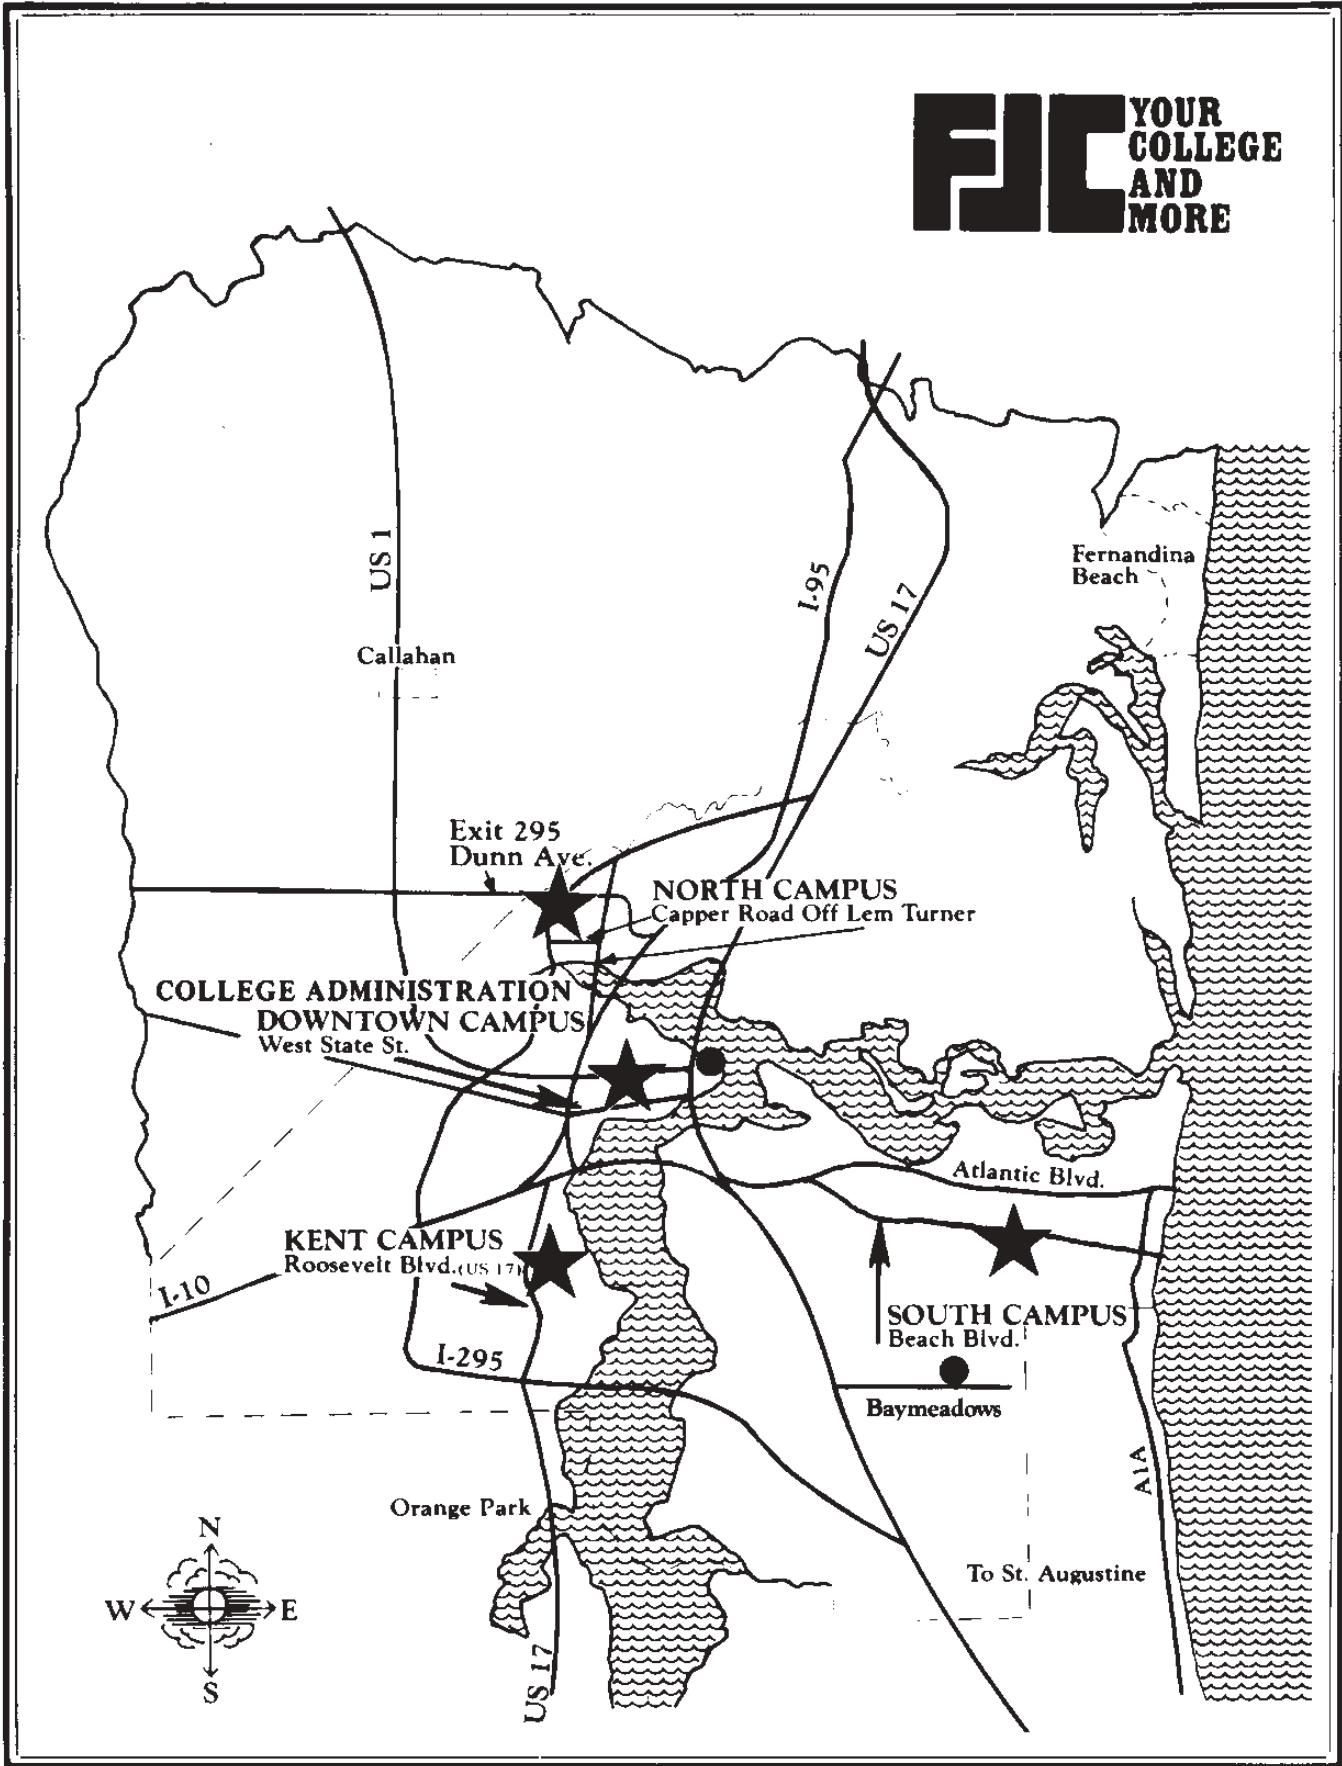 FJC
YOUR
COLLEGE
AND
MORE
US 1
I-95
US 17
Fernandina
Beach
Callahan
Exit 295
Dunn Ave.
NORTH CAMPUS
Capper Road Off Lem Turner
COLLEGE ADMINISTRATION
DOWNTOWN CAMPUS
West State St.
Atlantic Blvd.
KENT CAMPUS
Roosevelt Blvd. (US 17)
I-10
SOUTH CAMPUS
Beach Blvd.
I-295
Baymeadows
A1A
Orange Park
To St. Augustine
N
W E
S
US 17